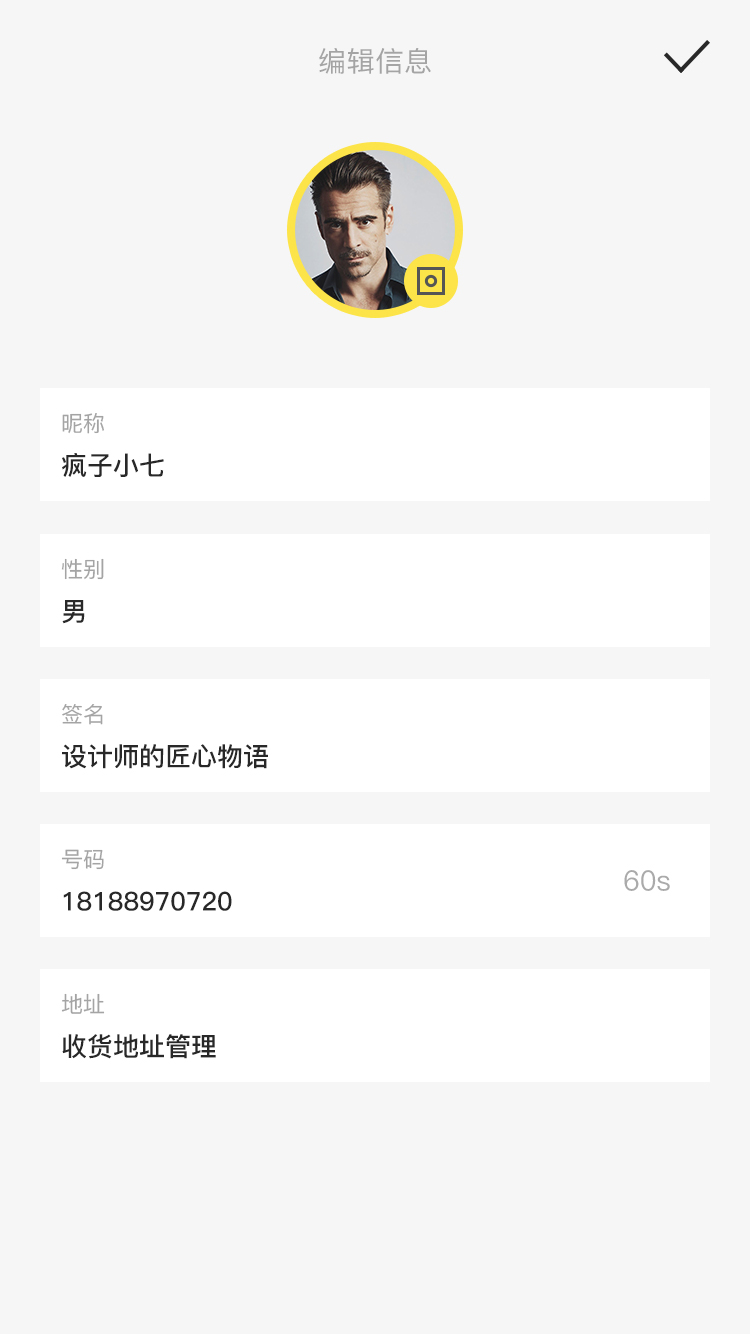 编辑信息
昵称
疯子小七
性别
男
签名
设计师的匠心物语
号码
18188970720
60s
地址
收货地址管理